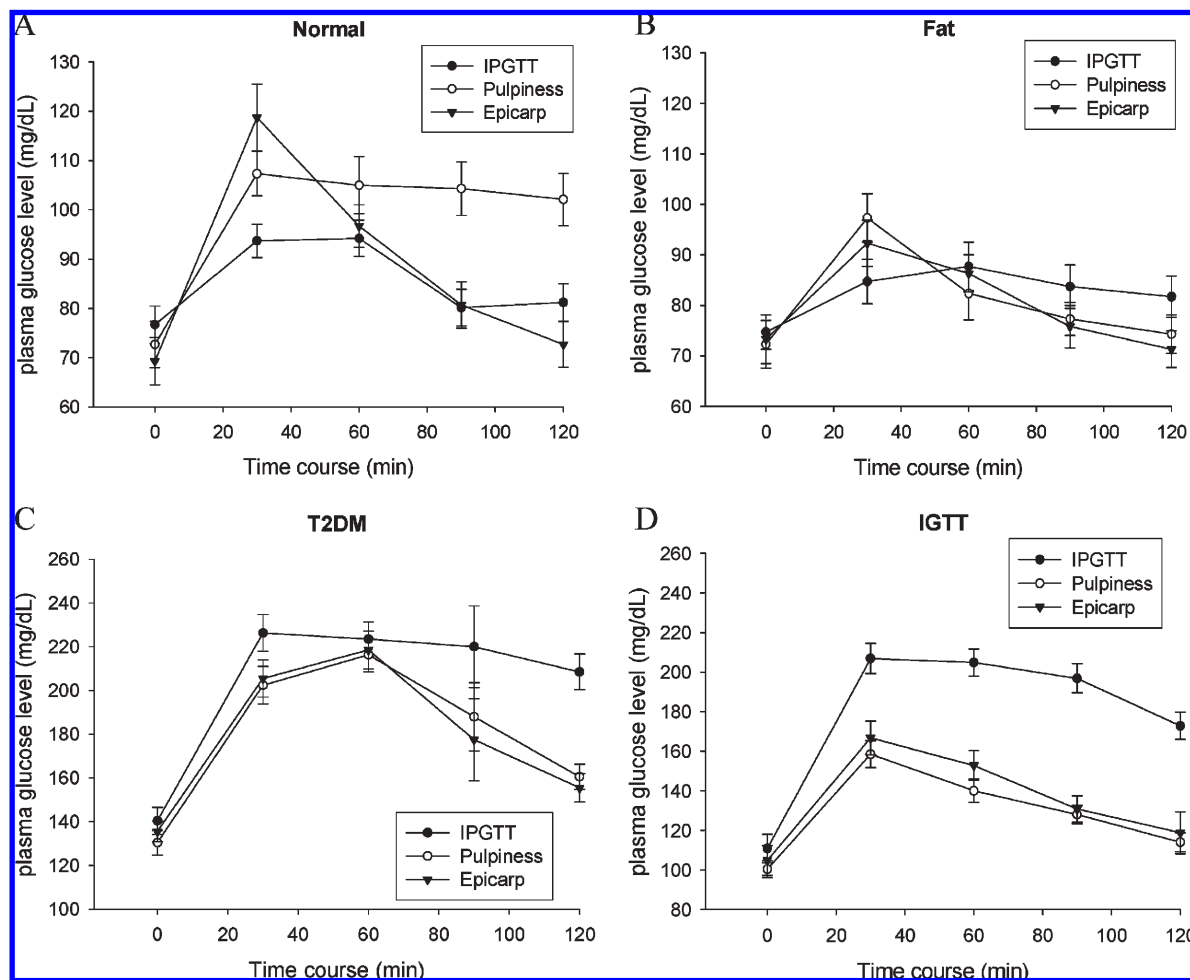 A
Normal
130
120
110
100
90
80
70
60
plasma glucose level (mg/dL)
IPGTT
Pulpiness
Epicarp
0 20 40 60 80 100 120
Time course (min)
B
Fat
130
120
110
100
90
80
70
60
plasma glucose level (mg/dL)
IPGTT
Pulpiness
Epicarp
0 20 40 60 80 100 120
Time course (min)
C
T2DM
260
240
220
200
180
160
140
120
100
plasma glucose level (mg/dL)
IPGTT
Pulpiness
Epicarp
0 20 40 60 80 100 120
Time course (min)
D
IGTT
260
240
220
200
180
160
140
120
100
80
plasma glucose level (mg/dL)
IPGTT
Pulpiness
Epicarp
0 20 40 60 80 100 120
Time course (min)